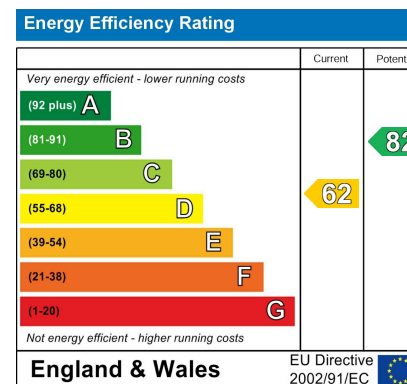 Energy Efficiency Rating
Current Potent
Very energy efficient - lower running costs
(92 plus) A
(81-91) B
82
(69-80) C
62
(55-68) D
(39-54) E
(21-38) F
(1-20) G
Not energy efficient - higher running costs
England & Wales
EU Directive
2002/91/EC